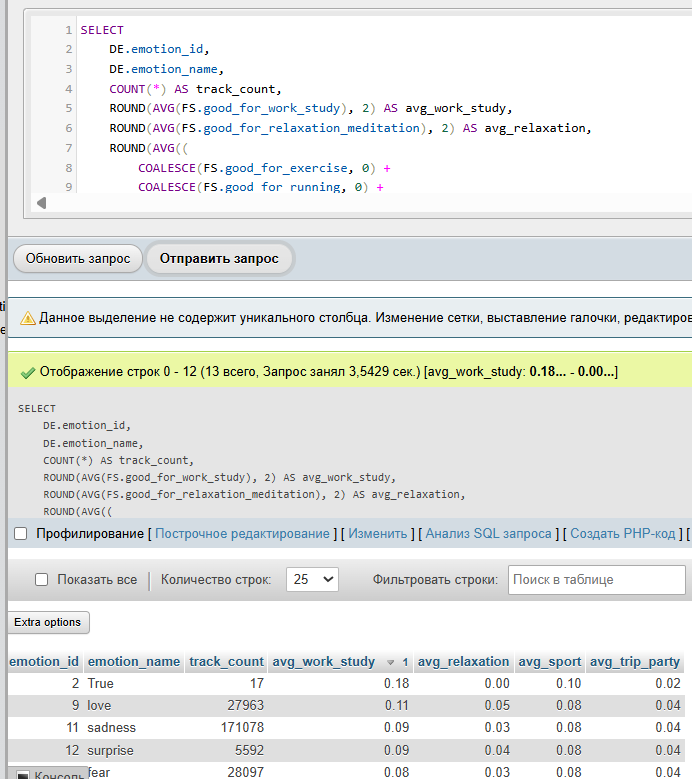 1 SELECT
2 DE.emotion_id,
3 DE.emotion_name,
4 COUNT(*) AS track_count,
5 ROUND(AVG(FS.good_for_work_study), 2) AS avg_work_study,
6 ROUND(AVG(FS.good_for_relaxation_meditation), 2) AS avg_relaxation,
7 ROUND(AVG((
8 COALESCE(FS.good_for_exercise, 0) +
9 COALESCE(FS.good_for_running, 0) +
Обновить запрос Отправить запрос
Данное выделение не содержит уникального столбца. Изменение сетки, выставление галочки, редактиров
Отображение строк 0 - 12 (13 всего, Запрос занял 3,5429 сек.) [avg_work_study: 0.18... - 0.00...]
SELECT
DE.emotion_id,
DE.emotion_name,
COUNT(*) AS track_count,
ROUND(AVG(FS.good_for_work_study), 2) AS avg_work_study,
ROUND(AVG(FS.good_for_relaxation_meditation), 2) AS avg_relaxation,
ROUND(AVG((
Профилирование [ Построчное редактирование ] [ Изменить ] [ Анализ SQL запроса ] [ Создать PHP-код ] [
Показать все Количество строк: 25 Фильтровать строки: Поиск в таблице
Extra options
emotion_id emotion_name track_count avg_work_study 1 avg_relaxation avg_sport avg_trip_party
2 True 17 0.18 0.00 0.10 0.02
9 love 27963 0.11 0.05 0.08 0.04
11 sadness 171078 0.09 0.03 0.08 0.04
12 surprise 5592 0.09 0.04 0.08 0.04
fear 28097 0.08 0.03 0.08 0.04
Консоль